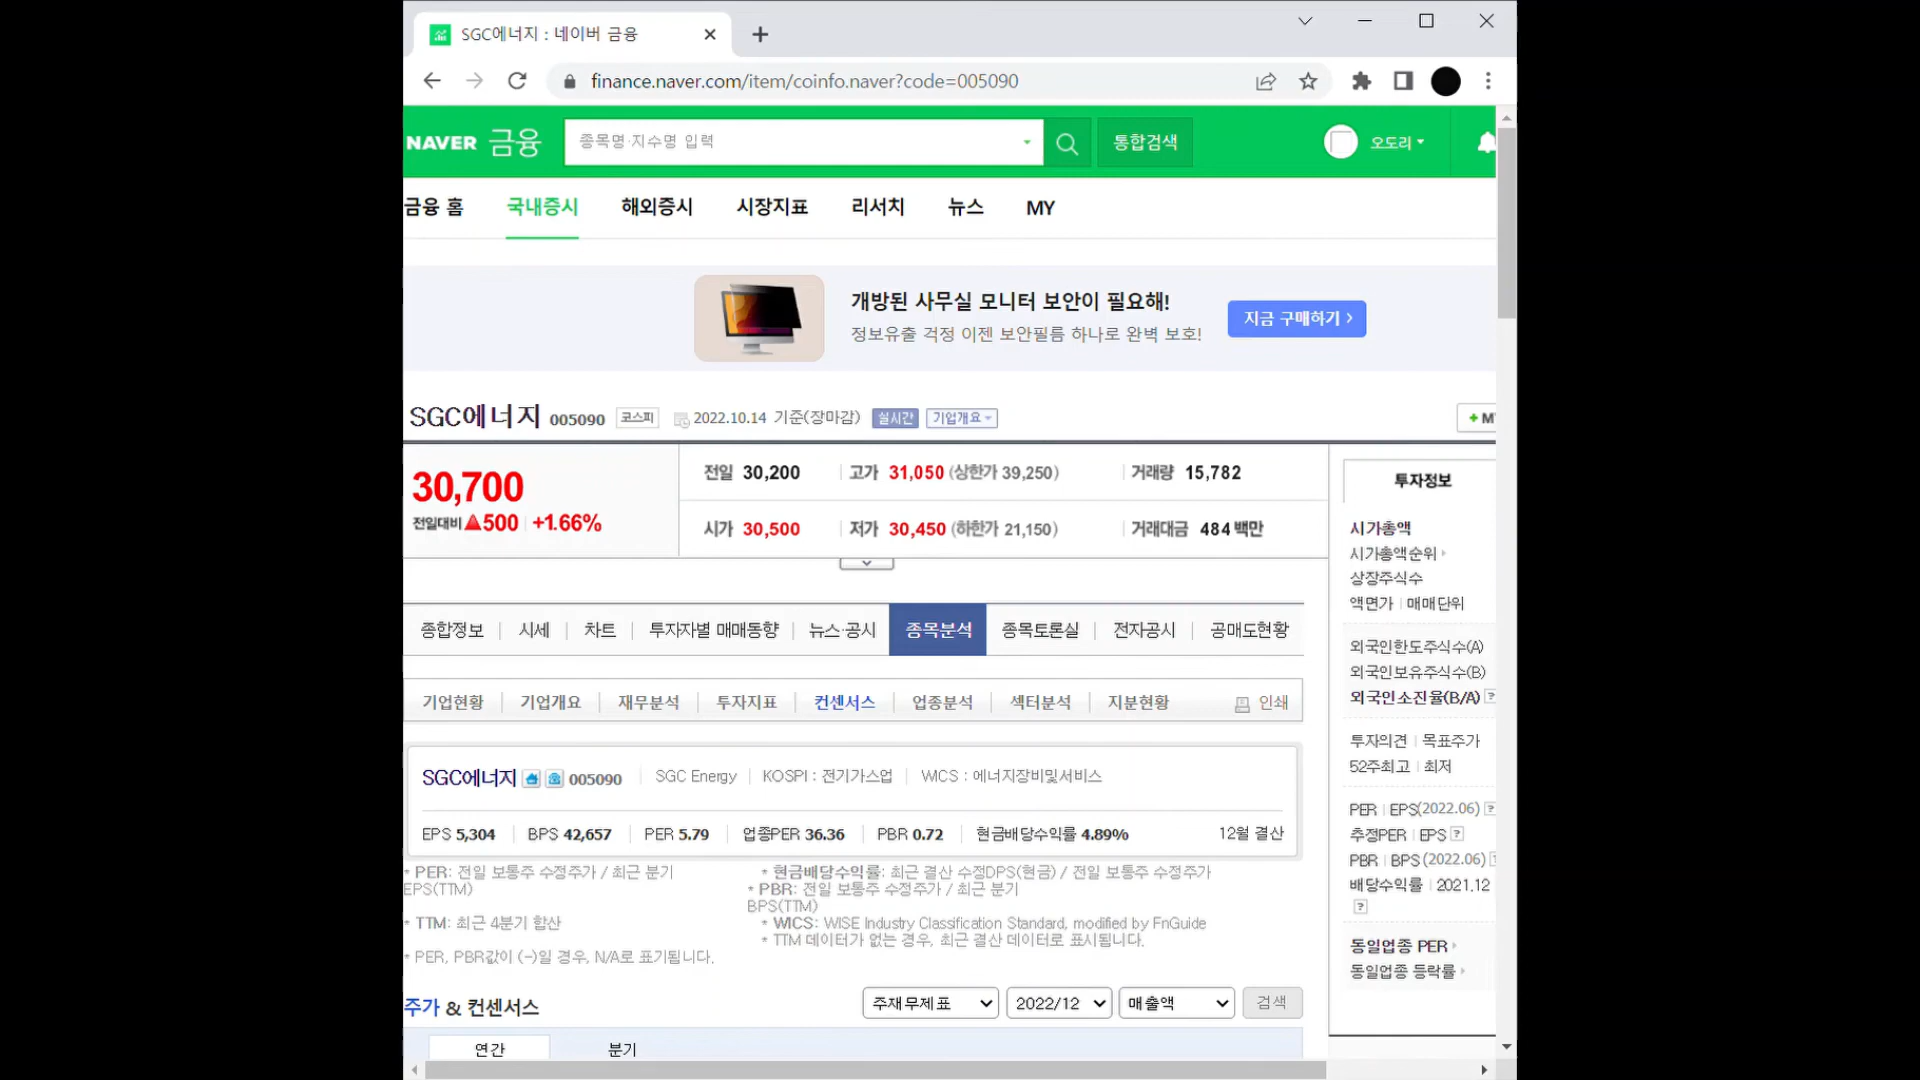 SGC에너지 : 네이버 금융
finance.naver.com/item/coinfo.naver?code=005090
NAVER 금융 종목명·지수명 입력 통합검색 오도리
금융 홈 국내증시 해외증시 시장지표 리서치 뉴스 MY
개방된 사무실 모니터 보안이 필요해!
정보유출 걱정 이젠 보안필름 하나로 완벽 보호!
지금 구매하기
SGC에너지 005090 코스피 2022.10.14 기준(장마감) 실시간 기업개요 + M
30,700
전일대비 ▲500 +1.66%
전일 30,200 고가 31,050 (상한가 39,250) 거래량 15,782
시가 30,500 저가 30,450 (하한가 21,150) 거래대금 484 백만
종합정보 시세 차트 투자자별 매매동향 뉴스·공시 종목분석 종목토론실 전자공시 공매도현황
기업현황 기업개요 재무분석 투자지표 컨센서스 업종분석 섹터분석 지분현황 인쇄
SGC에너지 005090 SGC Energy KOSPI : 전기가스업 WICS : 에너지장비및서비스
EPS 5,304 BPS 42,657 PER 5.79 업종PER 36.36 PBR 0.72 현금배당수익률 4.89% 12월 결산
* PER: 전일 보통주 수정주가 / 최근 분기
EPS(TTM)
* 현금배당수익률: 최근 결산 수정DPS(현금) / 전일 보통주 수정주가
* PBR: 전일 보통주 수정주가 / 최근 분기
BPS(TTM)
* TTM: 최근 4분기 합산
* WICS: WISE Industry Classification Standard, modified by FnGuide
* TTM 데이터가 없는 경우, 최근 결산 데이터로 표시됩니다.
* PER, PBR값이 (-)일 경우, N/A로 표기됩니다.
주가 & 컨센서스 주재무제표 2022/12 매출액 검색
연간 분기
투자정보
시가총액
시가총액순위
상장주식수
액면가 매매단위
외국인한도주식수(A)
외국인보유주식수(B)
외국인소진율(B/A) ?
투자의견 목표주가
52주최고 최저
PER EPS(2022.06) ?
추정PER EPS ?
PBR BPS (2022.06) ?
배당수익률 2021.12
?
동일업종 PER
동일업종 등락률